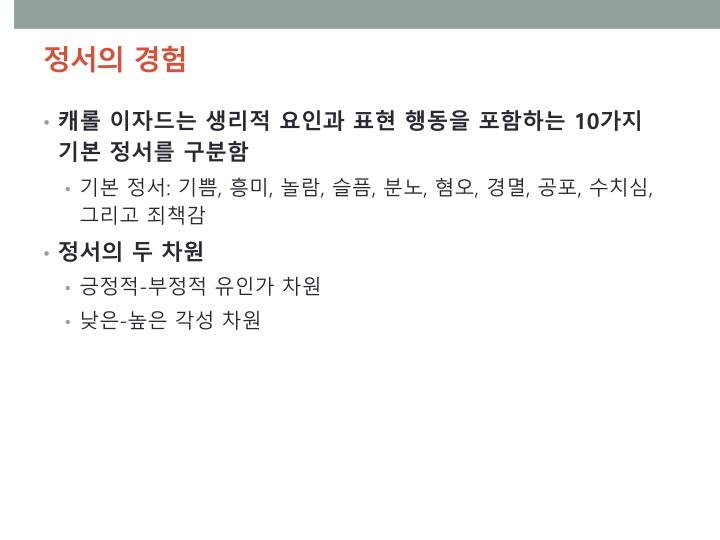 정서의 경험
• 캐롤 이자드는 생리적 요인과 표현 행동을 포함하는 10가지
기본 정서를 구분함
• 기본 정서: 기쁨, 흥미, 놀람, 슬픔, 분노, 혐오, 경멸, 공포, 수치심,
그리고 죄책감
• 정서의 두 차원
• 긍정적-부정적 유인가 차원
• 낮은-높은 각성 차원